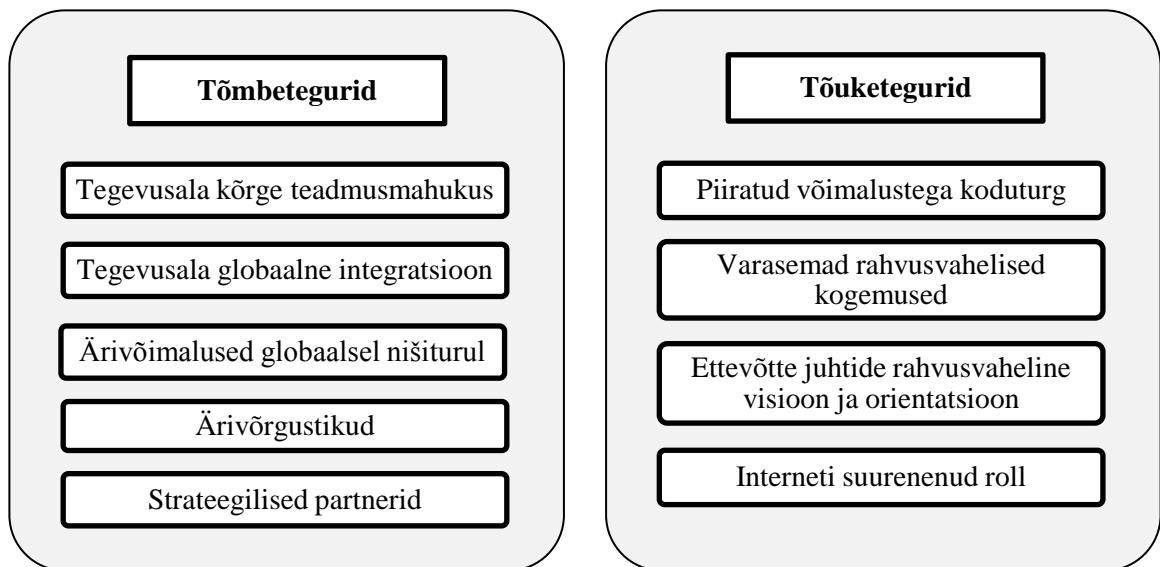 Tõmbetegurid
Tegevusala kõrge teadmusmahukus
Tegevusala globaalne integratsioon
Ärivõimalused globaalsel nišiturul
Ärivõrgustikud
Strateegilised partnerid
Tõuketegurid
Piiratud võimalustega koduturg
Varasemad rahvusvahelised
kogemused
Ettevõtte juhtide rahvusvaheline
visioon ja orientatsioon
Interneti suurenenud roll